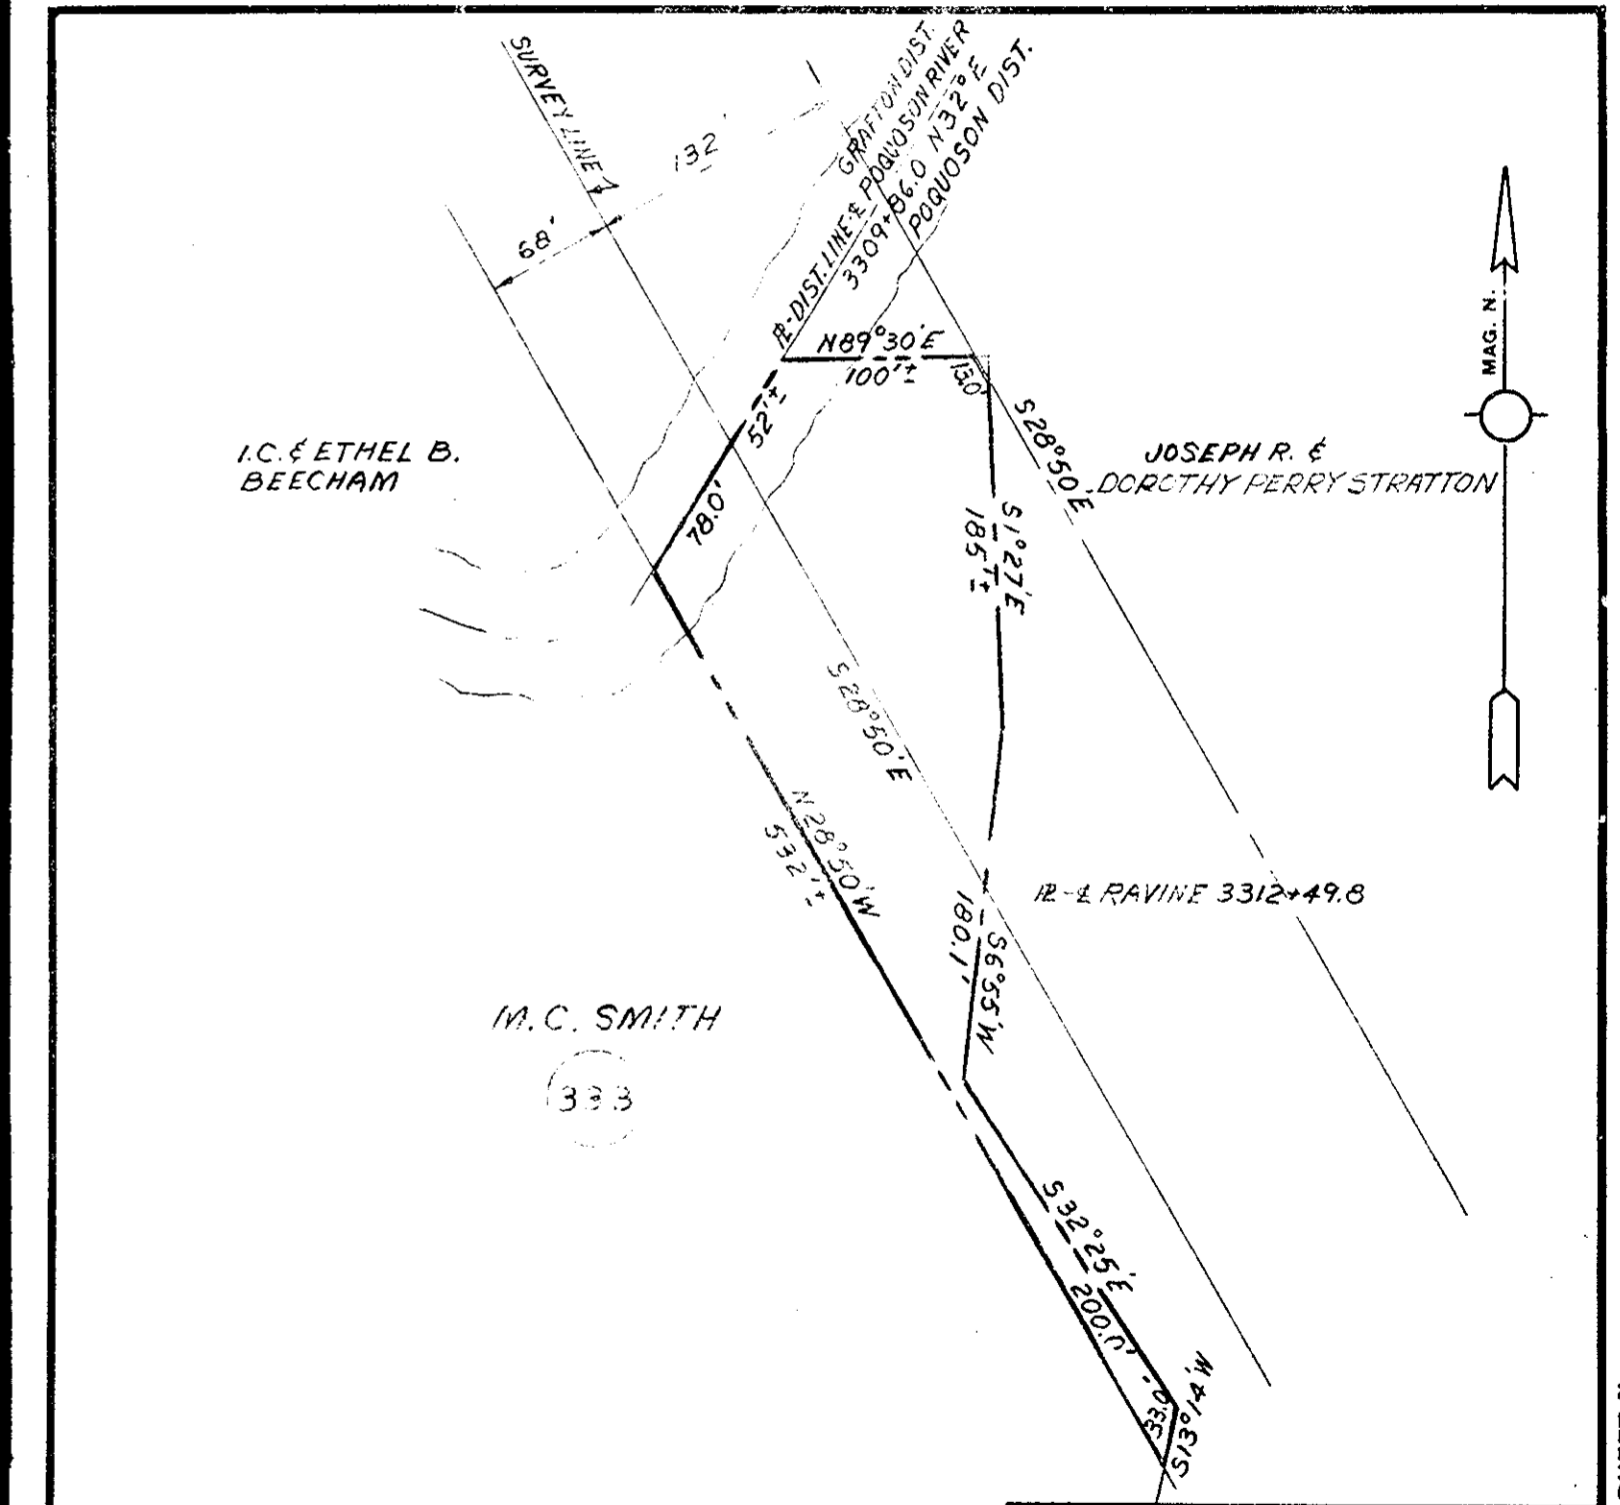 SURVEY LINE
132'
68'
GRAFTON DIST.
℄-DIST. LINE ℄ POQUOSON RIVER
3309+86.0 N32°E
POQUOSON DIST.
N89°30'E
100'±
13.0'
52'±
78.0'
S28°50'E
MAG. N.
I.C. & ETHEL B.
BEECHAM
JOSEPH R. &
DOROTHY PERRY STRATTON
S1°27'E
185'±
S28°50'E
N28°50'W
532'±
℄-℄ RAVINE 3312+49.8
S6°55'W
180.1'
M.C. SMITH
333
S32°25'E
200.0'
33.0'
S13°14'W